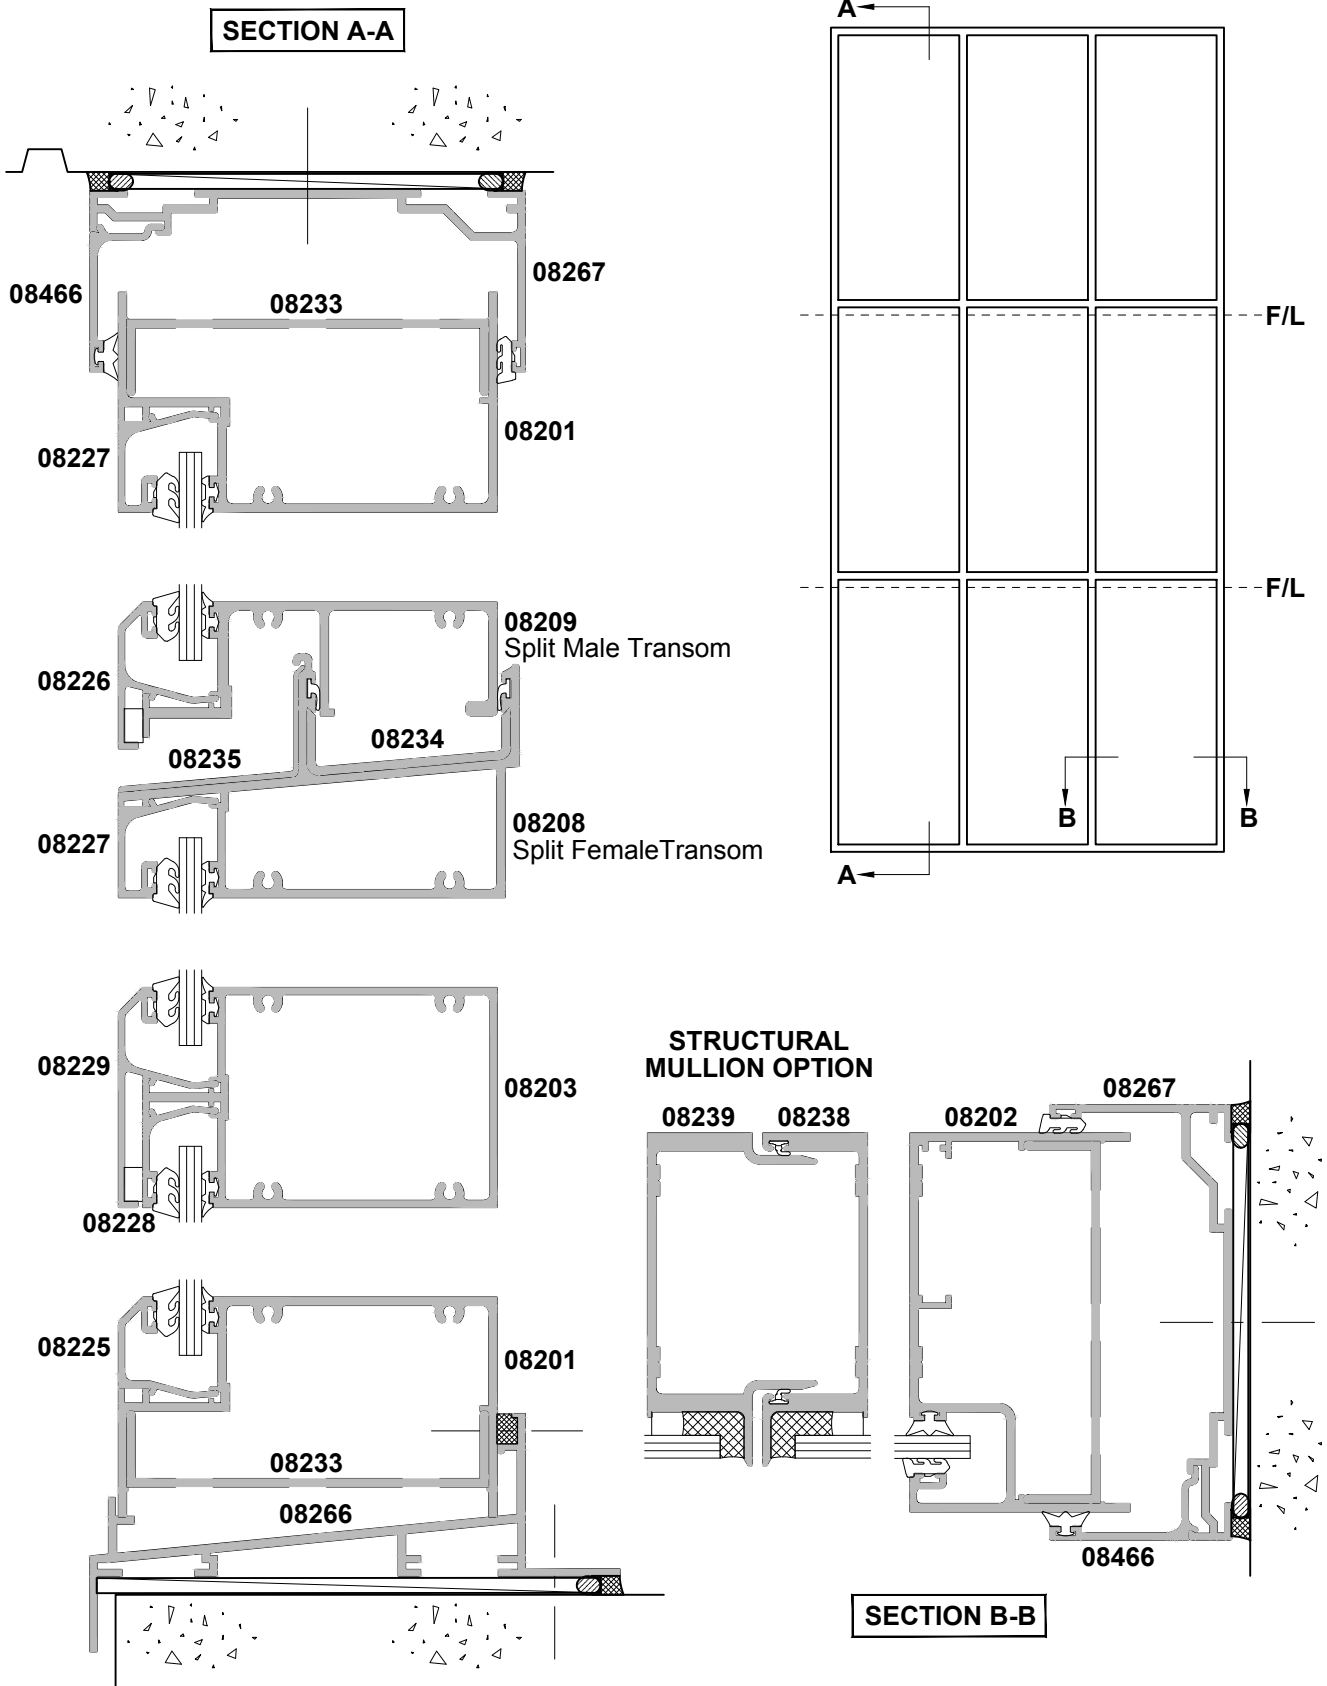 SECTION A-A
A
08466
08233
08267
08227
08201
F/L
F/L
08209
Split Male Transom
08226
08235
08234
08227
08208
Split FemaleTransom
B
B
A
08229
08203
08228
STRUCTURAL
MULLION OPTION
08239
08238
08202
08267
08225
08201
08233
08266
08466
SECTION B-B